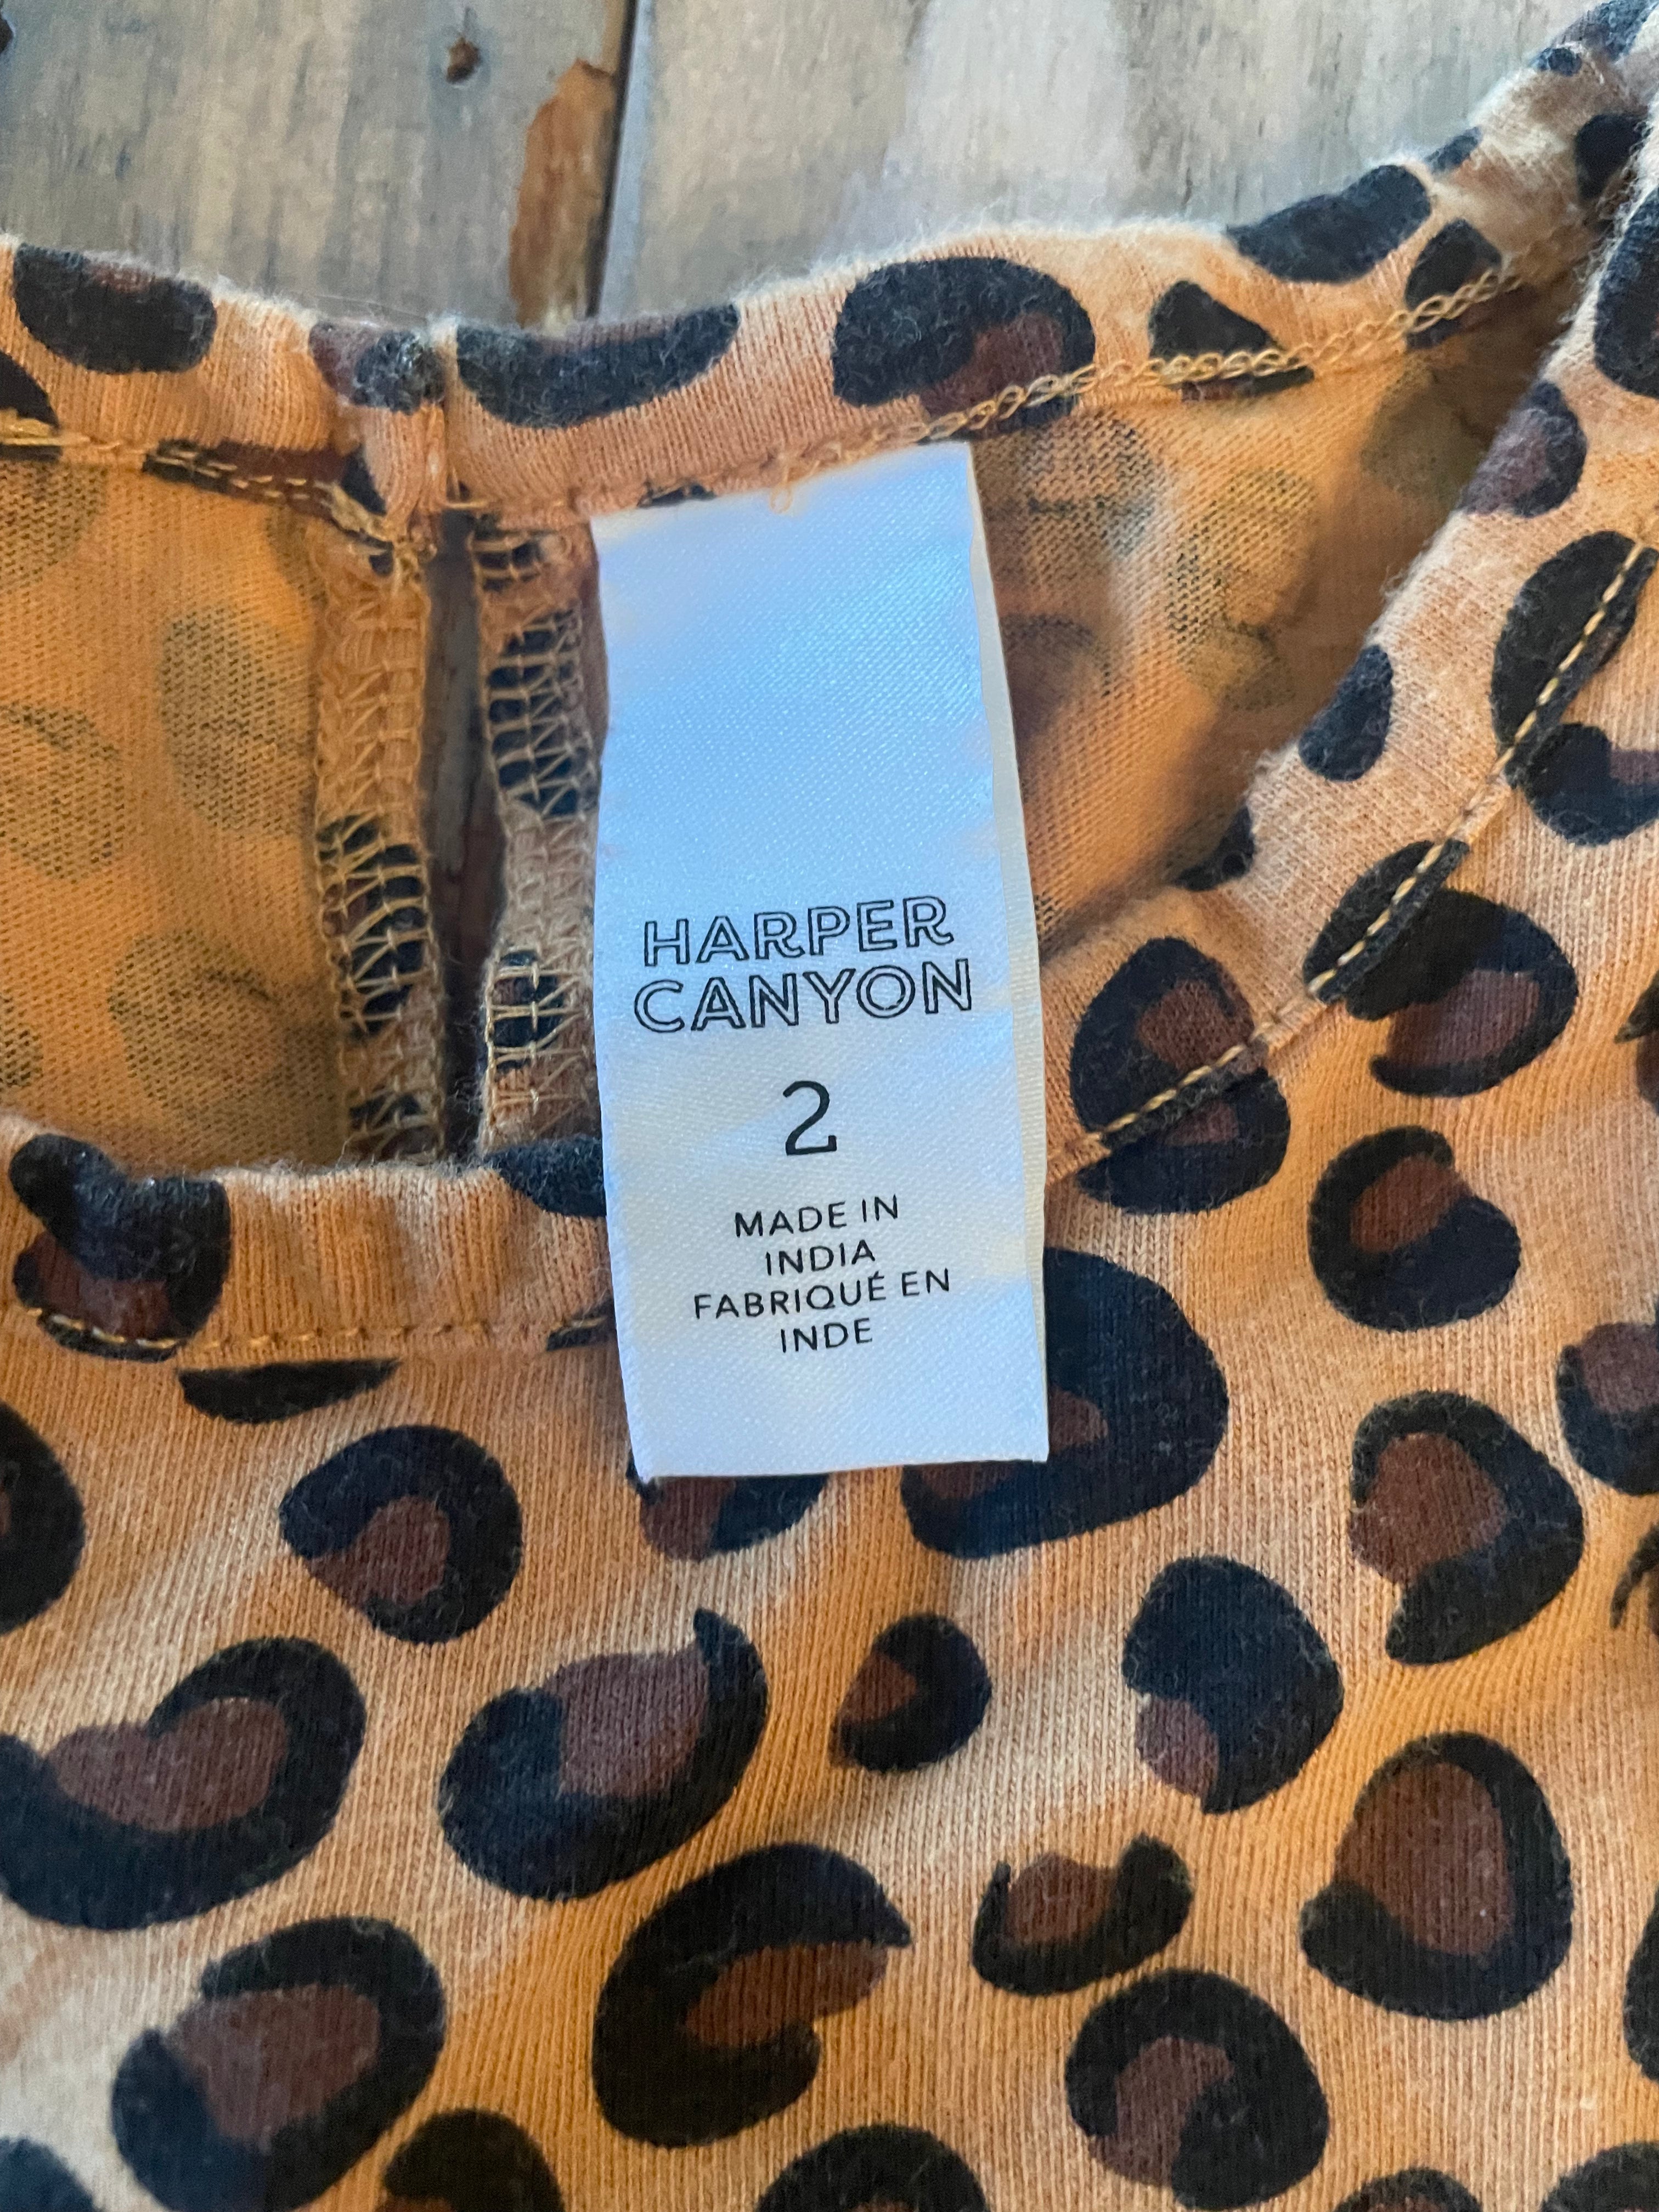 HARPER
CANYON
2
MADE IN
INDIA
FABRIQUÉ EN
INDE